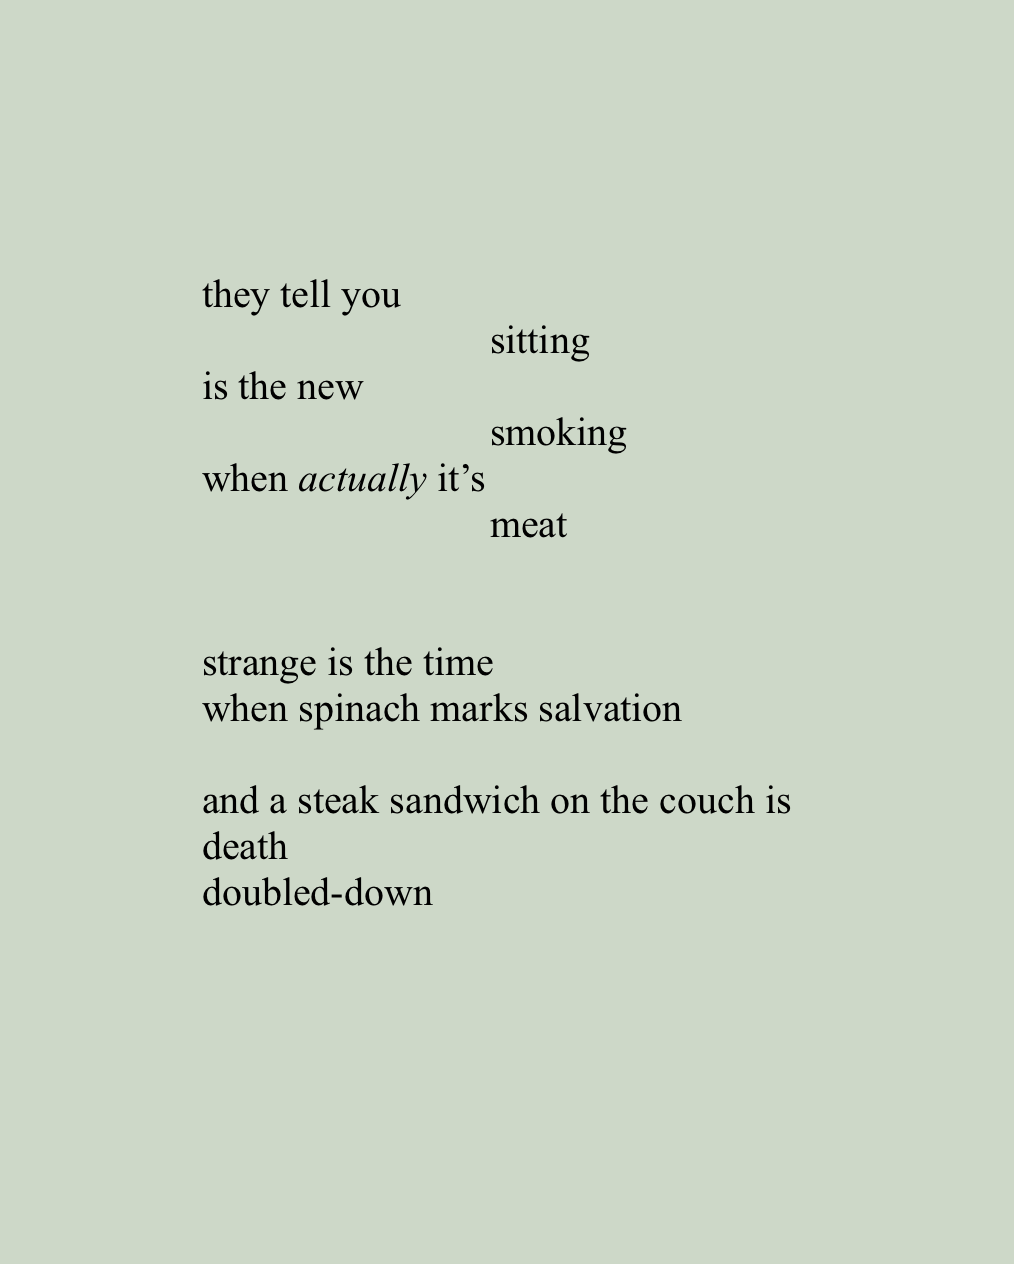 they tell you
sitting
is the new
smoking
when actually it’s
meat
strange is the time
when spinach marks salvation
and a steak sandwich on the couch is
death
doubled-down